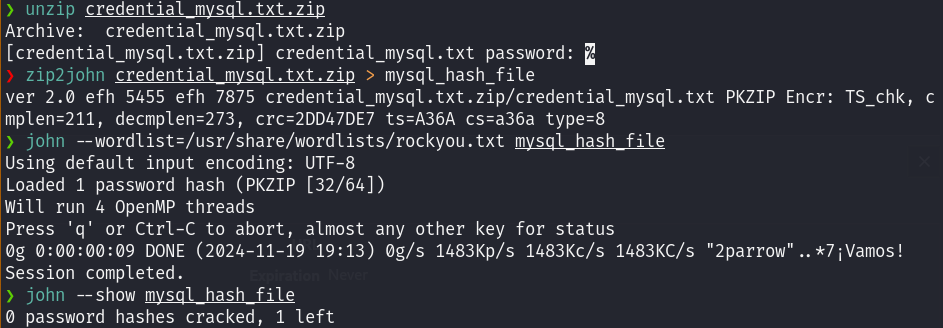 ❯ unzip credential_mysql.txt.zip
Archive:  credential_mysql.txt.zip
[credential_mysql.txt.zip] credential_mysql.txt password: %
❯ zip2john credential_mysql.txt.zip > mysql_hash_file
ver 2.0 efh 5455 efh 7875 credential_mysql.txt.zip/credential_mysql.txt PKZIP Encr: TS_chk, c
mplen=211, decmplen=273, crc=2DD47DE7 ts=A36A cs=a36a type=8
❯ john --wordlist=/usr/share/wordlists/rockyou.txt mysql_hash_file
Using default input encoding: UTF-8
Loaded 1 password hash (PKZIP [32/64])
Will run 4 OpenMP threads
Press 'q' or Ctrl-C to abort, almost any other key for status
0g 0:00:00:09 DONE (2024-11-19 19:13) 0g/s 1483Kp/s 1483Kc/s 1483KC/s "2parrow"..*7¡Vamos!
Session completed.
Expiration Never
❯ john --show mysql_hash_file
0 password hashes cracked, 1 left